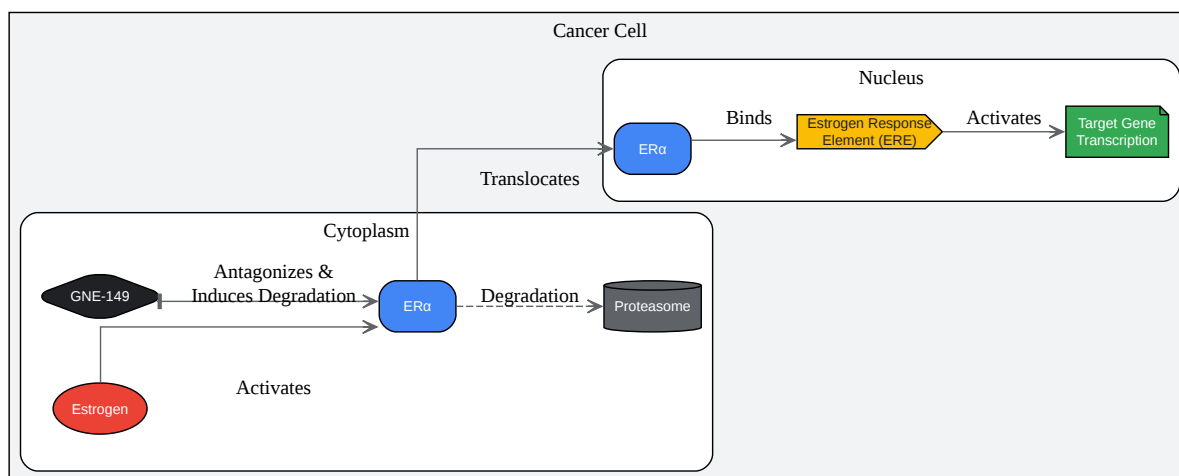 Cancer Cell
Nucleus
ERα
Binds
Estrogen Response
Element (ERE)
Activates
Target Gene
Transcription
Translocates
Cytoplasm
GNE-149
Antagonizes &
Induces Degradation
ERα
Degradation
Proteasome
Activates
Estrogen